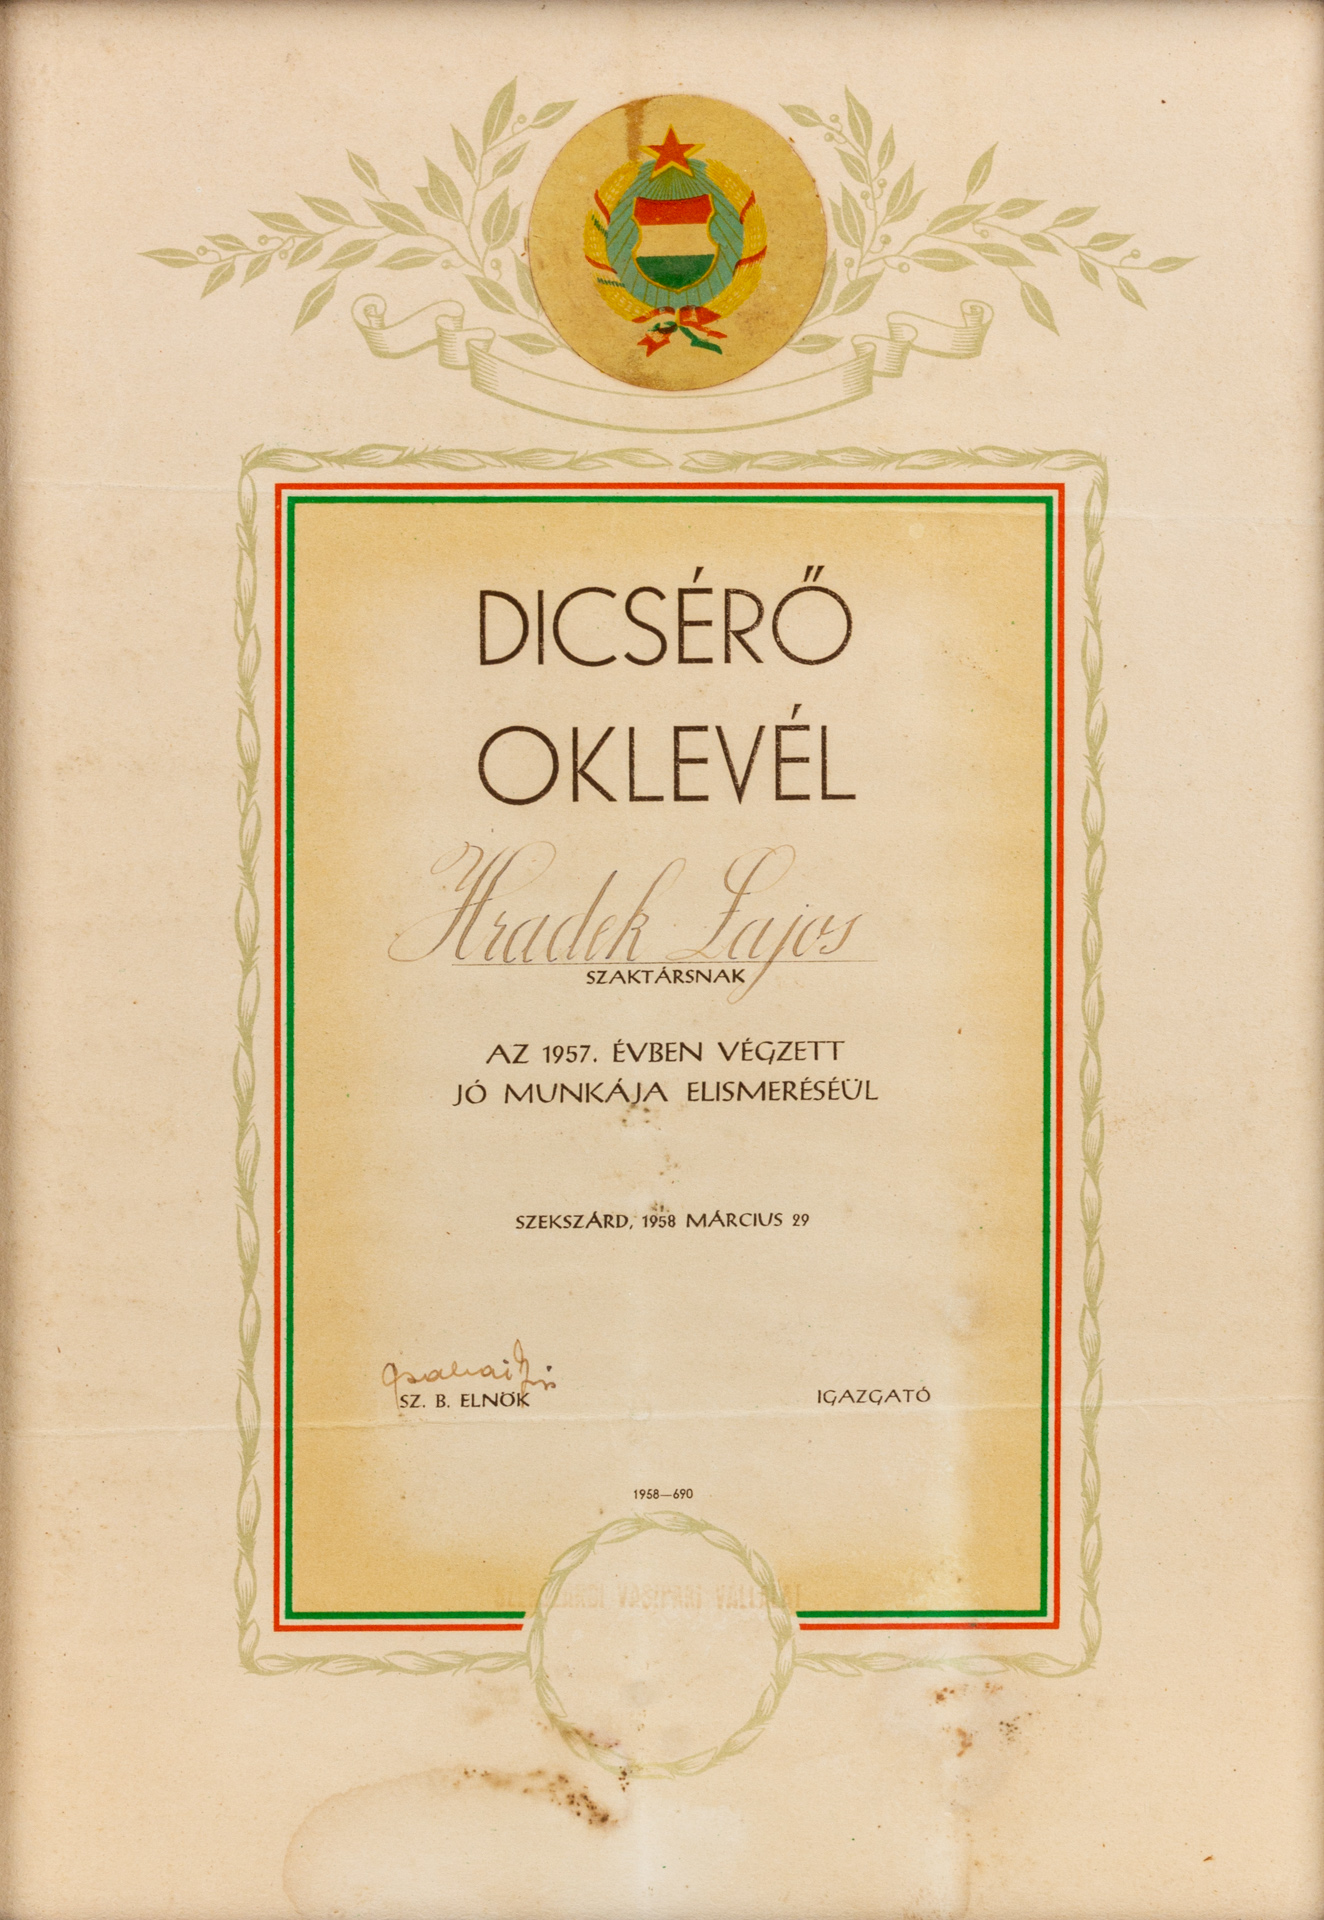 DICSÉRŐ
OKLEVÉL
Hradek Lajos
SZAKTÁRSNAK
AZ 1957. ÉVBEN VÉGZETT
JÓ MUNKÁJA ELISMERÉSÉÜL
SZEKSZÁRD, 1958 MÁRCIUS 29
SZ. B. ELNÖK
IGAZGATÓ
1958—690